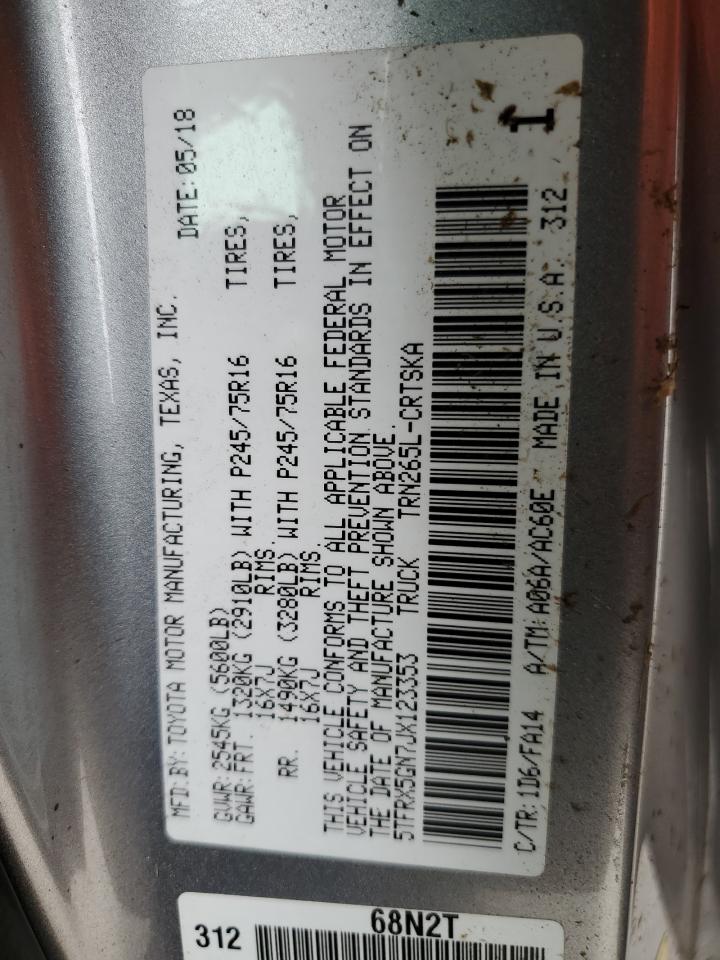 MFD. BY: TOYOTA MOTOR MANUFACTURING, TEXAS, INC. DATE: 05/18
GVWR: 2545KG (5600LB)
GAWR: FRT. 1320KG (2910LB) WITH P245/75R16 TIRES,
16X7J RIMS.
RR. 1490KG (3280LB) WITH P245/75R16 TIRES,
16X7J RIMS.
THIS VEHICLE CONFORMS TO ALL APPLICABLE FEDERAL MOTOR
VEHICLE SAFETY AND THEFT PREVENTION STANDARDS IN EFFECT ON
THE DATE OF MANUFACTURE SHOWN ABOVE.
5TFRX5GN7JX123353 TRUCK TRN265L-CRTSKA
1
C/TR: 1D6/FA14 A/TM: A06A/AC60E MADE IN U.S.A. 312
68N2T
312